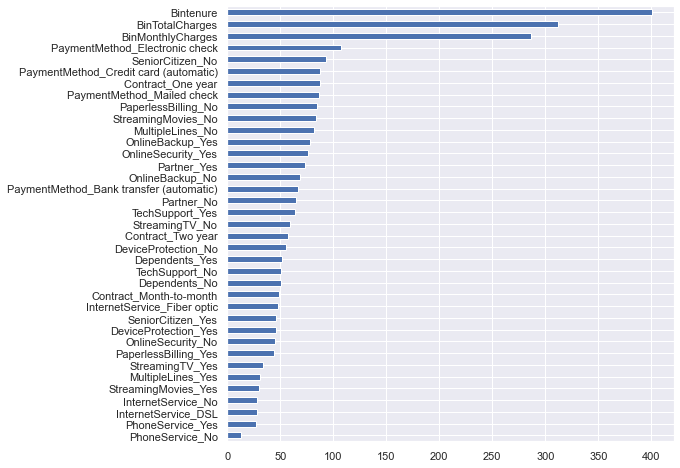 Bintenure
BinTotalCharges
BinMonthlyCharges
PaymentMethod_Electronic check
SeniorCitizen_No
PaymentMethod_Credit card (automatic)
Contract_One year
PaymentMethod_Mailed check
PaperlessBilling_No
StreamingMovies_No
MultipleLines_No
OnlineBackup_Yes
OnlineSecurity_Yes
Partner_Yes
OnlineBackup_No
PaymentMethod_Bank transfer (automatic)
Partner_No
TechSupport_Yes
StreamingTV_No
Contract_Two year
DeviceProtection_No
Dependents_Yes
TechSupport_No
Dependents_No
Contract_Month-to-month
InternetService_Fiber optic
SeniorCitizen_Yes
DeviceProtection_Yes
OnlineSecurity_No
PaperlessBilling_Yes
StreamingTV_Yes
MultipleLines_Yes
StreamingMovies_Yes
InternetService_No
InternetService_DSL
PhoneService_Yes
PhoneService_No
0 50 100 150 200 250 300 350 400